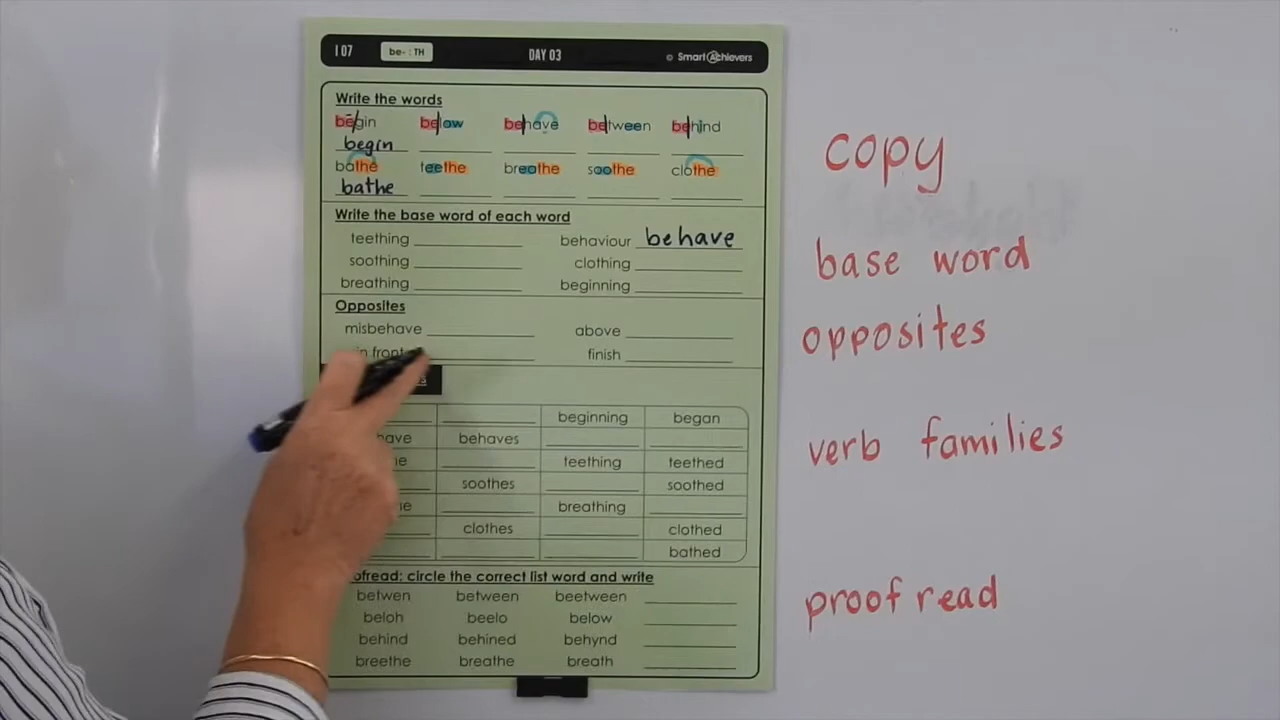 I 07 be- : TH DAY 03 © Smart Achievers
Write the words
begin below behave between behind
begin
bathe teethe breathe soothe clothe
bathe
Write the base word of each word
teething behaviour behave
soothing clothing
breathing beginning
Opposites
misbehave above
in front finish
beginning began
behaves
teething teethed
soothes soothed
breathing
clothes clothed
bathed
proofread: circle the correct list word and write
betwen between beetween
beloh beelo below
behind behined behynd
breethe breathe breath
copy
base word
opposites
verb families
proof read